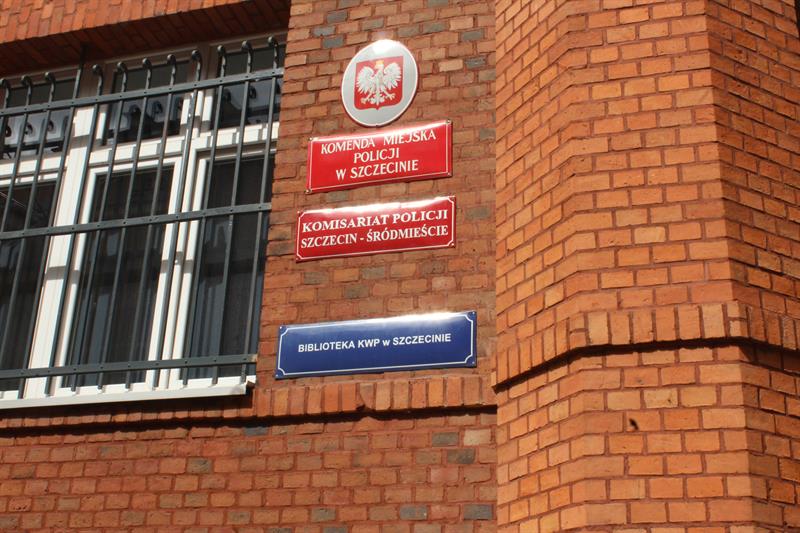 KOMENDA MIEJSKA
POLICJI
W SZCZECINIE
KOMISARIAT POLICJI
SZCZECIN - ŚRÓDMIEŚCIE
BIBLIOTEKA KWP w SZCZECINIE